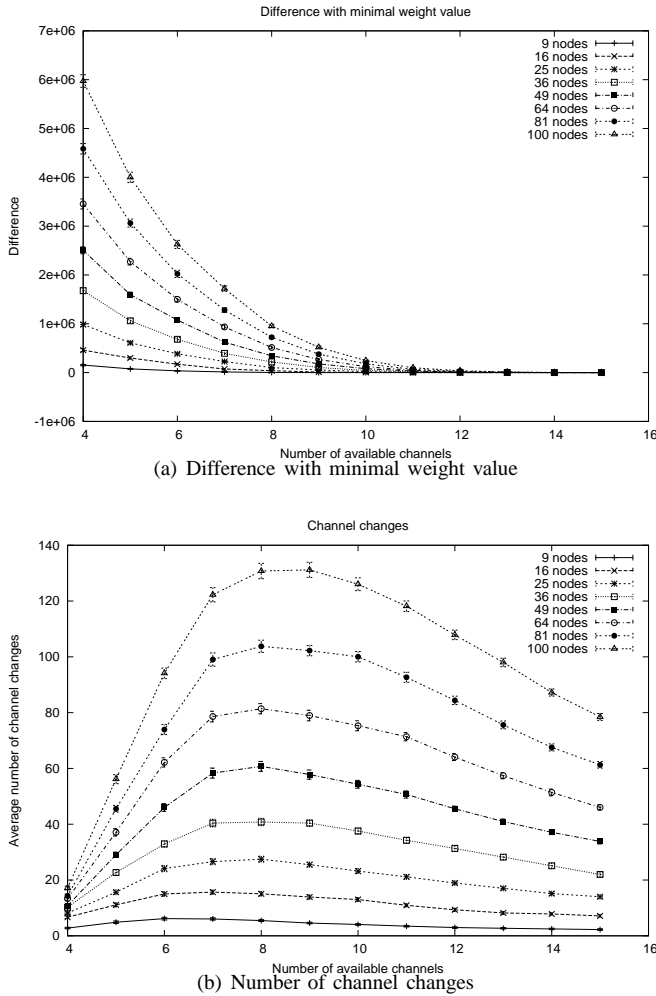 Difference with minimal weight value
7e+06
6e+06
5e+06
4e+06
3e+06
2e+06
1e+06
0
-1e+06
Difference
9 nodes
16 nodes
25 nodes
36 nodes
49 nodes
64 nodes
81 nodes
100 nodes
4 6 8 10 12 14 16
Number of available channels
(a) Difference with minimal weight value
Channel changes
140
120
100
80
60
40
20
0
Average number of channel changes
9 nodes
16 nodes
25 nodes
36 nodes
49 nodes
64 nodes
81 nodes
100 nodes
4 6 8 10 12 14 16
Number of available channels
(b) Number of channel changes